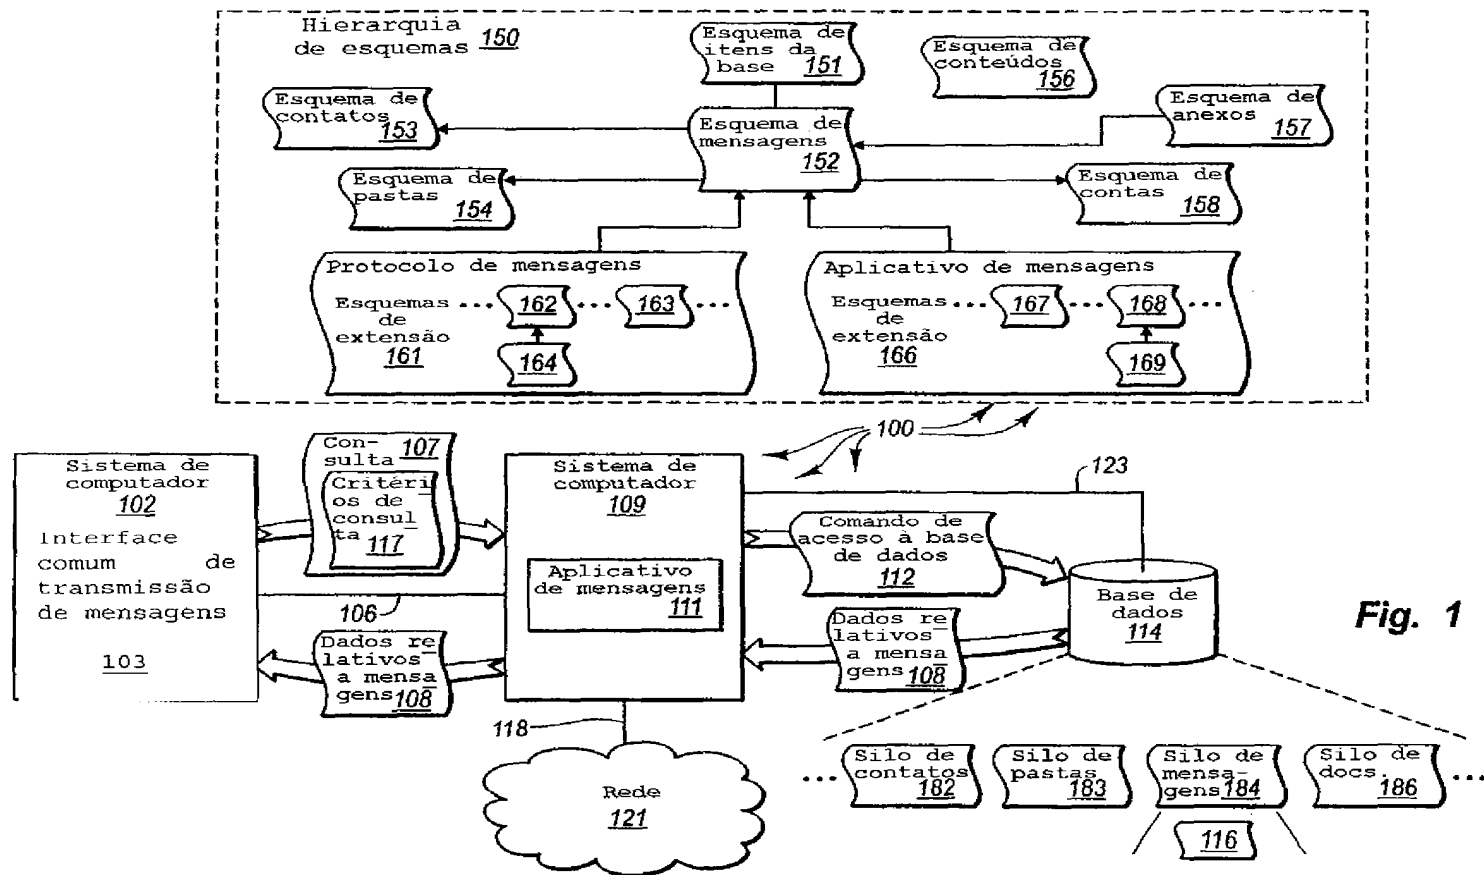 Hierarquia
de esquemas 150
Esquema de
itens da
base 151
Esquema de
conteúdos
156
Esquema de
contatos
153
Esquema de
mensagens
152
Esquema de
anexos
157
Esquema de
pastas
154
Esquema de
contas
158
Protocolo de mensagens
Esquemas
de
extensão
161
... 162 ... 163 ...
164
Aplicativo de mensagens
Esquemas
de
extensão
166
... 167 ... 168 ...
169
100
Sistema de
computador
102
Interface
comum de
transmissão
de mensagens
103
Con- 107
sulta
Critéri
os de
consul
ta 117
106
Dados re
lativos
a mensa
gens 108
Sistema de
computador
109
Aplicativo
de mensagens
111
123
Comando de
acesso à base
de dados
112
Dados re
lativos
a mensa
gens 108
Base de
dados
114
Fig. 1
118
Rede
121
... Silo de
contatos
182
Silo de
pastas
183
Silo de
mensa-
gens 184
Silo de
docs.
186 ...
116